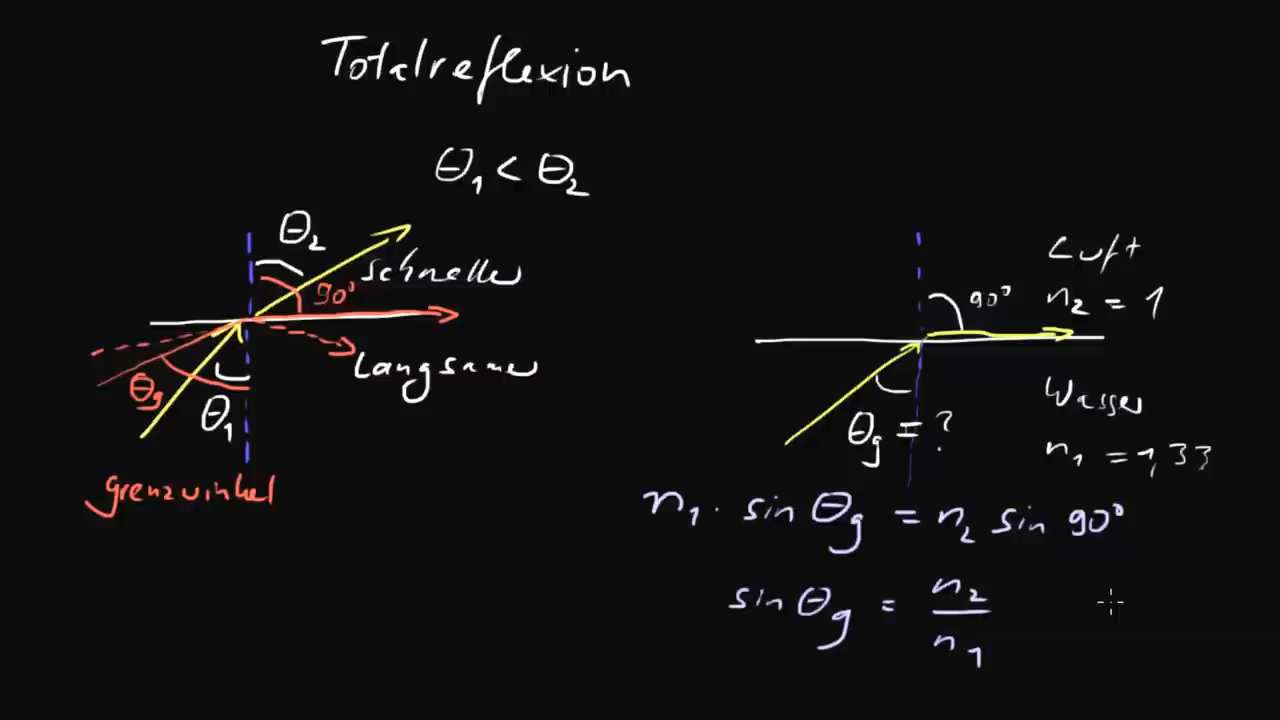 Totalreflexion
θ₁ < θ₂
θ₂
schneller
90°
langsamer
θg
θ₁
grenzwinkel
Luft
90°
n₂ = 1
Wasser
θg = ?
n₁ = 1,33
n₁ · sin θg = n₂ sin 90°
sin θg = n₂/n₁